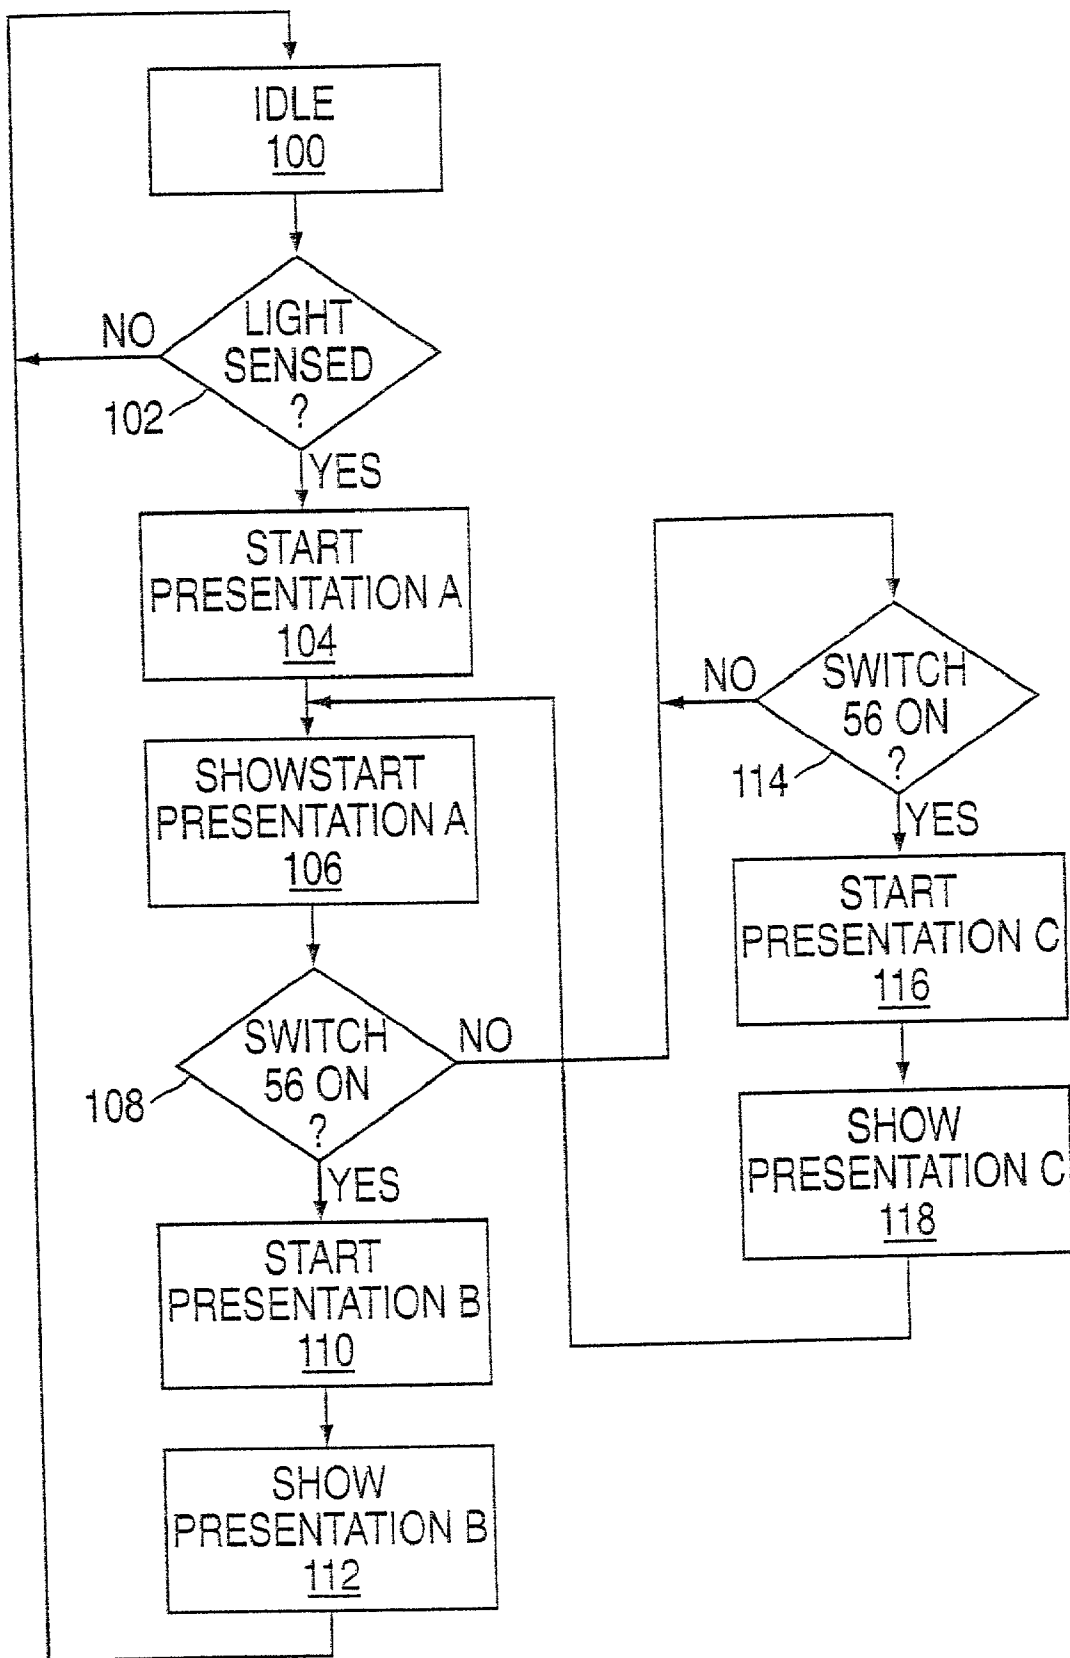 IDLE
100
NO
LIGHT
SENSED
?
102
YES
START
PRESENTATION A
104
SHOWSTART
PRESENTATION A
106
SWITCH
56 ON
?
NO
108
YES
START
PRESENTATION B
110
SHOW
PRESENTATION B
112
NO
SWITCH
56 ON
?
114
YES
START
PRESENTATION C
116
SHOW
PRESENTATION C
118